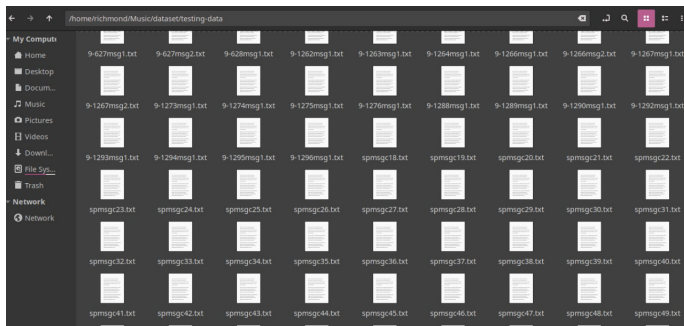 /home/richmond/Music/dataset/testing-data
My Compute
Home
Desktop
Docum...
Music
Pictures
Videos
Downl...
File Sys...
Trash
Network
Network
9-627msg1.txt 9-627msg2.txt 9-628msg1.txt 9-1262msg1.txt 9-1263msg1.txt 9-1264msg1.txt 9-1266msg1.txt 9-1266msg2.txt 9-1267msg1.txt
9-1267msg2.txt 9-1273msg1.txt 9-1274msg1.txt 9-1275msg1.txt 9-1276msg1.txt 9-1288msg1.txt 9-1289msg1.txt 9-1290msg1.txt 9-1292msg1.txt
9-1293msg1.txt 9-1294msg1.txt 9-1295msg1.txt 9-1296msg1.txt spmsgc18.txt spmsgc19.txt spmsgc20.txt spmsgc21.txt spmsgc22.txt
spmsgc23.txt spmsgc24.txt spmsgc25.txt spmsgc26.txt spmsgc27.txt spmsgc28.txt spmsgc29.txt spmsgc30.txt spmsgc31.txt
spmsgc32.txt spmsgc33.txt spmsgc34.txt spmsgc35.txt spmsgc36.txt spmsgc37.txt spmsgc38.txt spmsgc39.txt spmsgc40.txt
spmsgc41.txt spmsgc42.txt spmsgc43.txt spmsgc44.txt spmsgc45.txt spmsgc46.txt spmsgc47.txt spmsgc48.txt spmsgc49.txt